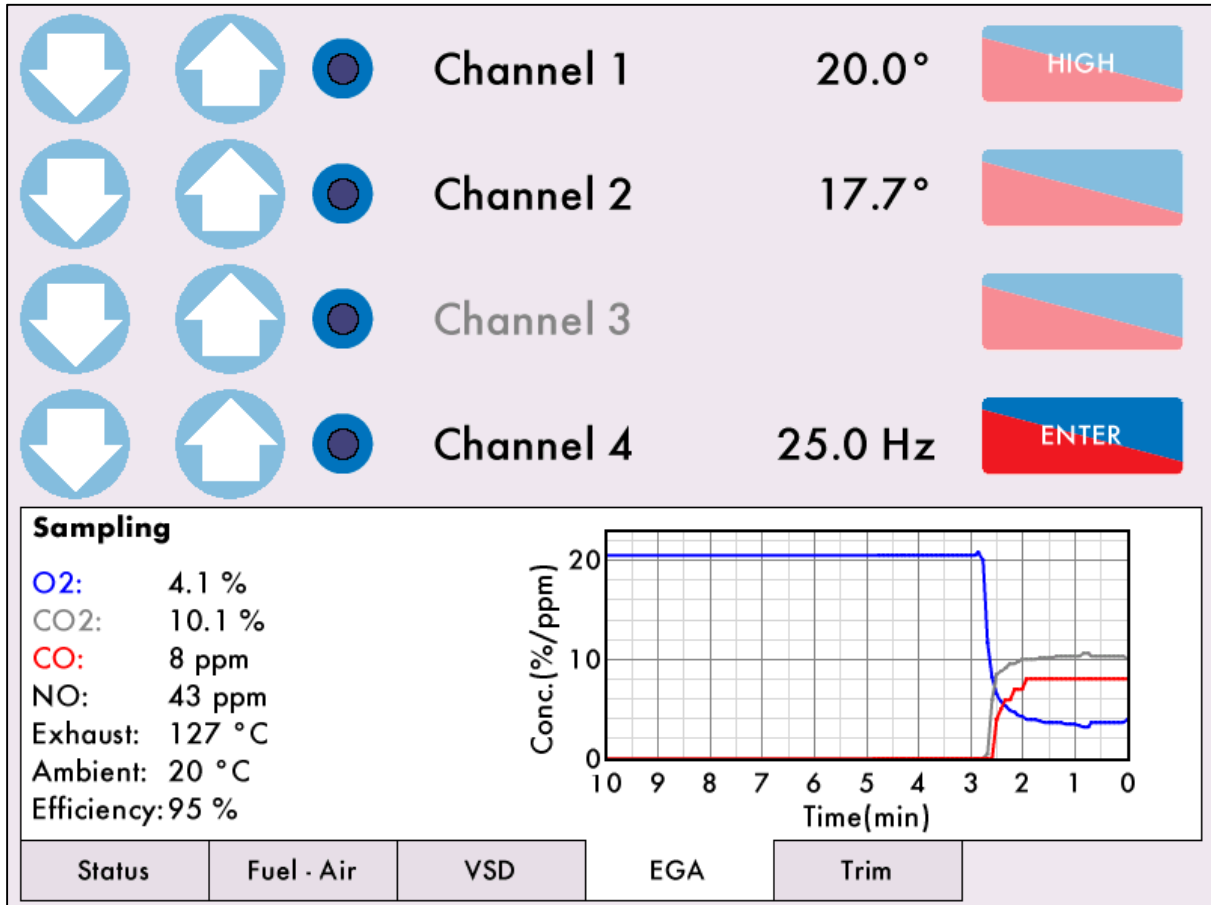 Channel 1 20.0° HIGH
Channel 2 17.7°
Channel 3
Channel 4 25.0 Hz ENTER
Sampling
O2: 4.1 %
CO2: 10.1 %
CO: 8 ppm
NO: 43 ppm
Exhaust: 127 °C
Ambient: 20 °C
Efficiency: 95 %
Conc.(%/ppm)
20
10
0
10 9 8 7 6 5 4 3 2 1 0
Time(min)
Status Fuel - Air VSD EGA Trim